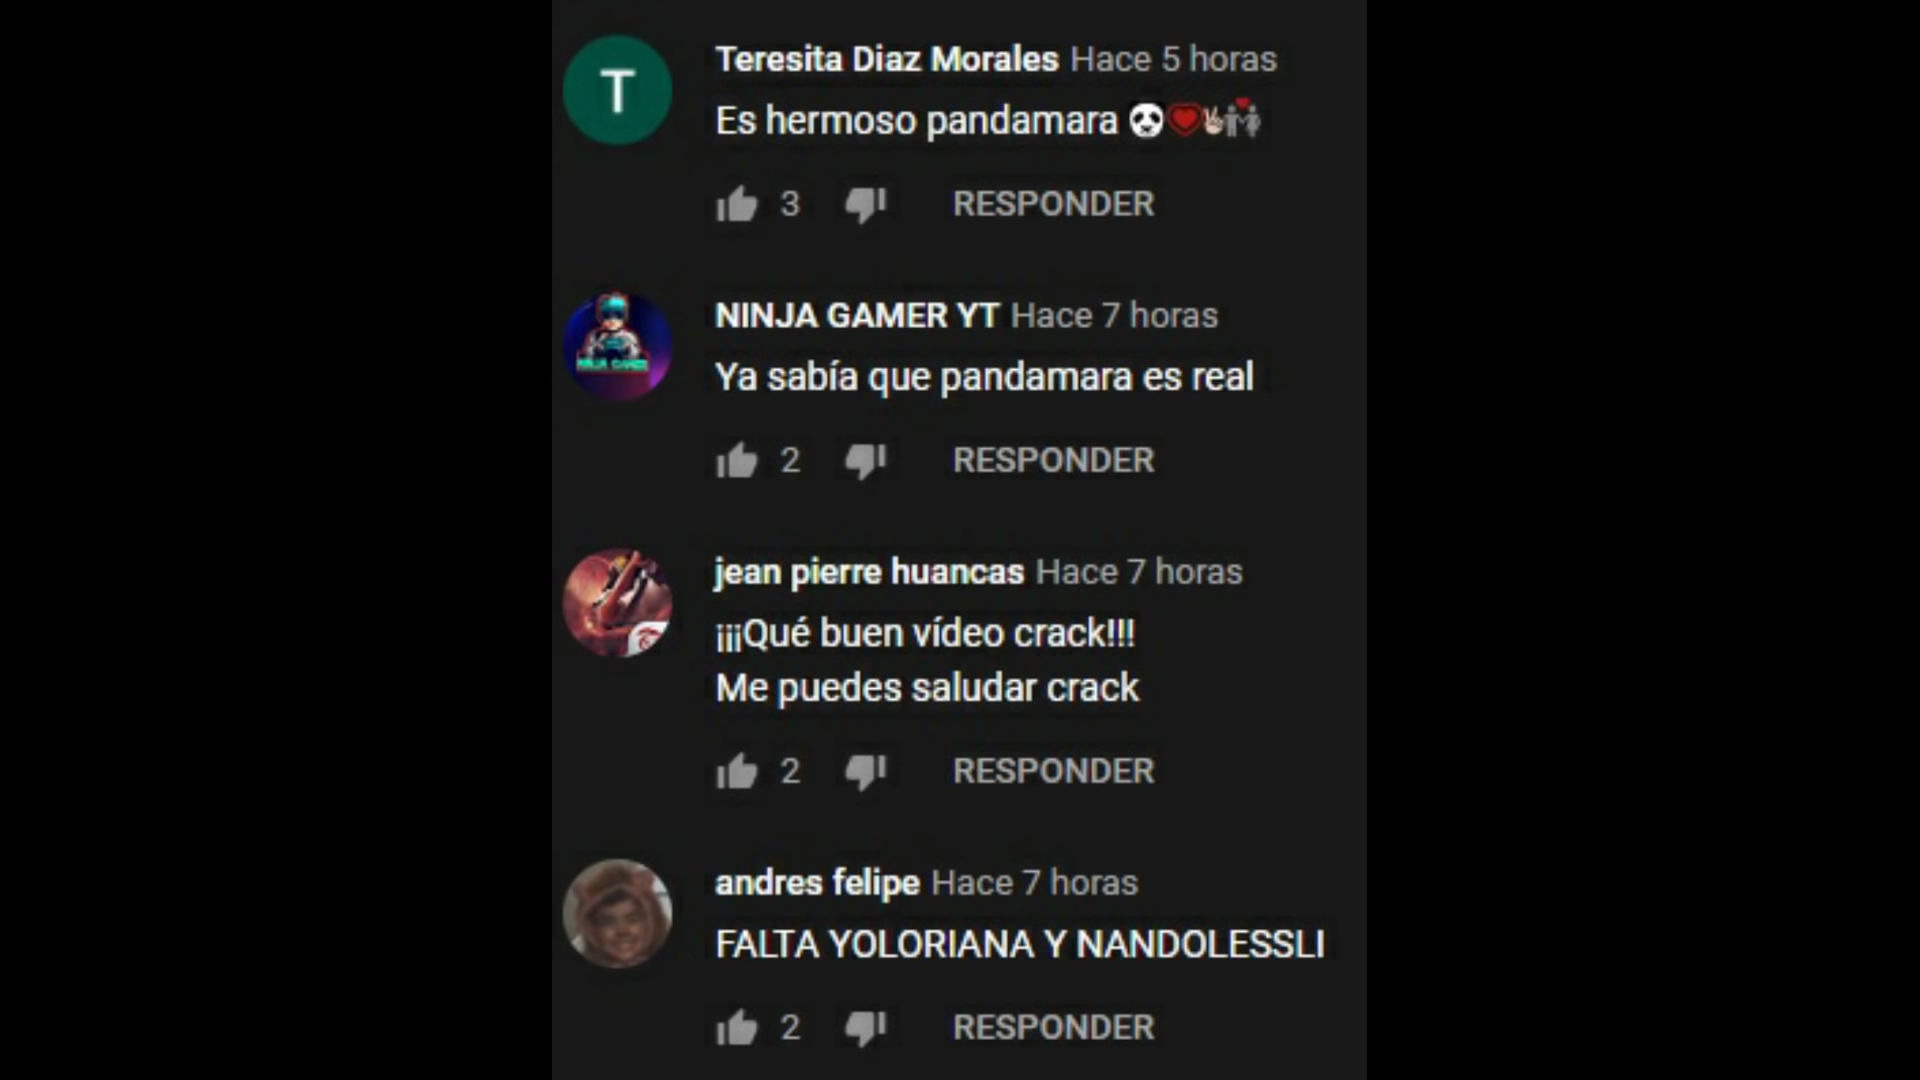 T
Teresita Diaz Morales Hace 5 horas
Es hermoso pandamara 🐼❤️✌🏻💑
3 RESPONDER
NINJA GAMER YT Hace 7 horas
NINJA GAMER
Ya sabía que pandamara es real
2 RESPONDER
jean pierre huancas Hace 7 horas
¡¡¡Qué buen vídeo crack!!!
Me puedes saludar crack
2 RESPONDER
andres felipe Hace 7 horas
FALTA YOLORIANA Y NANDOLESSLI
2 RESPONDER